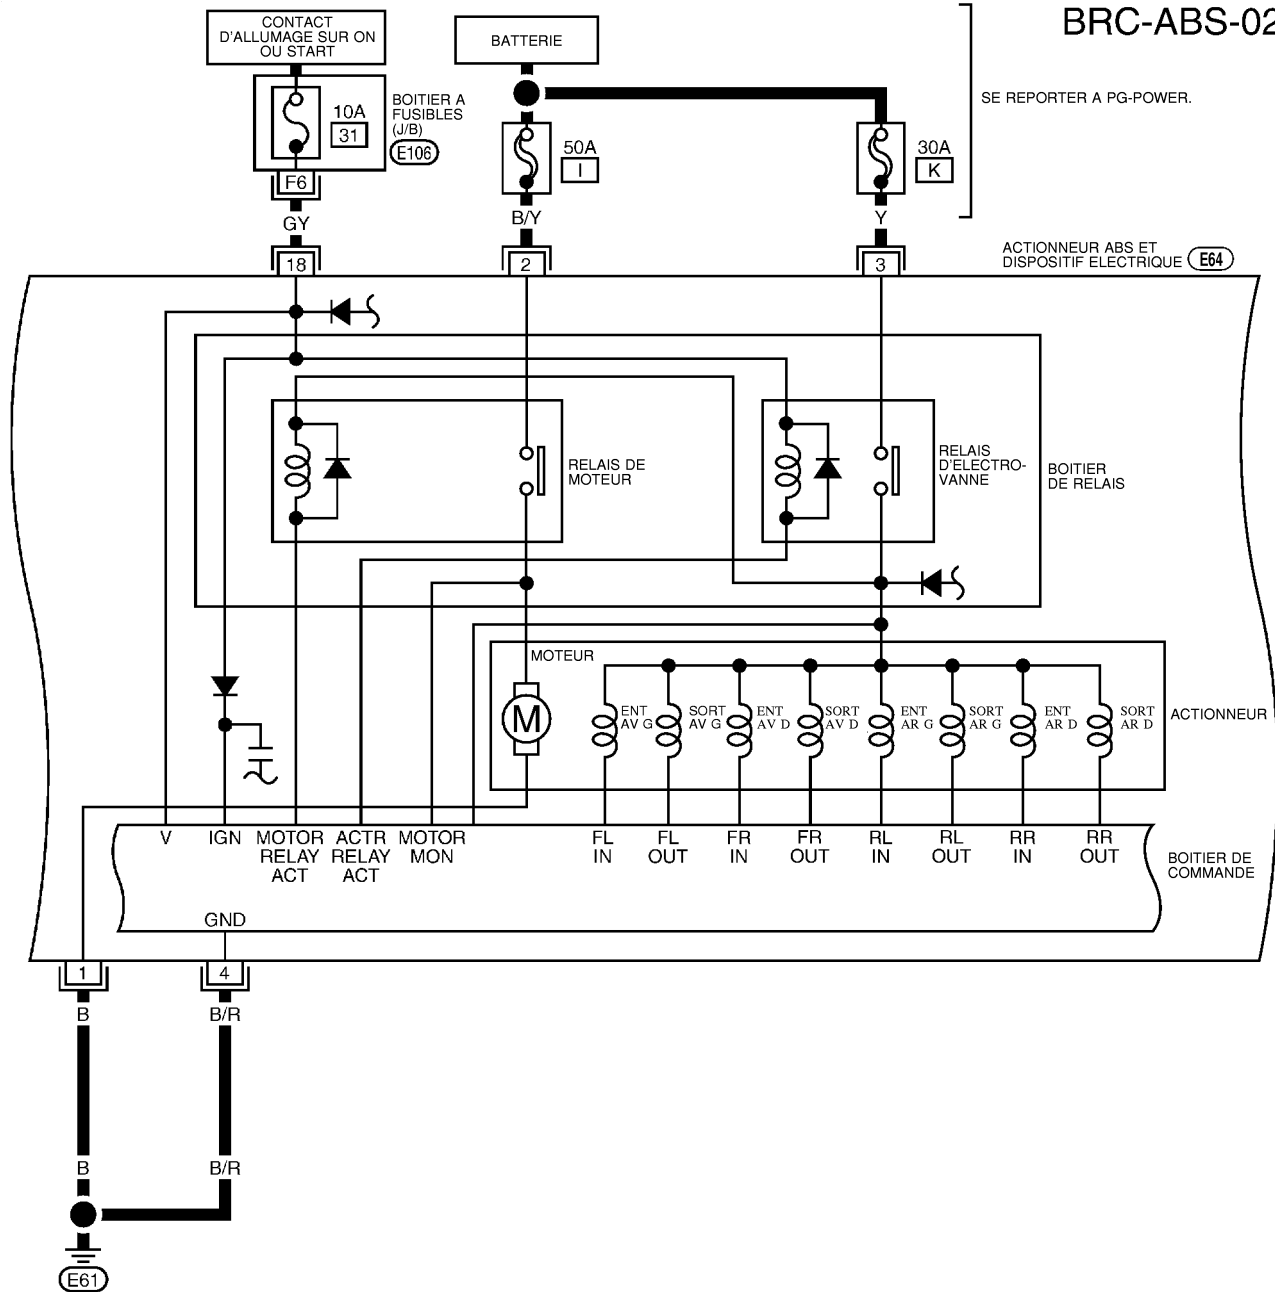 BRC-ABS-02
CONTACT
D'ALLUMAGE SUR ON
OU START
BATTERIE
SE REPORTER A PG-POWER.
10A
31
BOITIER A
FUSIBLES
(J/B)
E106
50A
I
30A
K
F6
GY
B/Y
Y
18
2
3
ACTIONNEUR ABS ET
DISPOSITIF ELECTRIQUE
E64
RELAIS DE
MOTEUR
RELAIS
D'ELECTRO-
VANNE
BOITIER
DE RELAIS
MOTEUR
M
ENT
AV G
SORT
AV G
ENT
AV D
SORT
AV D
ENT
AR G
SORT
AR G
ENT
AR D
SORT
AR D
ACTIONNEUR
V
IGN
MOTOR
RELAY
ACT
ACTR
RELAY
ACT
MOTOR
MON
FL
IN
FL
OUT
FR
IN
FR
OUT
RL
IN
RL
OUT
RR
IN
RR
OUT
BOITIER DE
COMMANDE
GND
1
4
B
B/R
B
B/R
E61